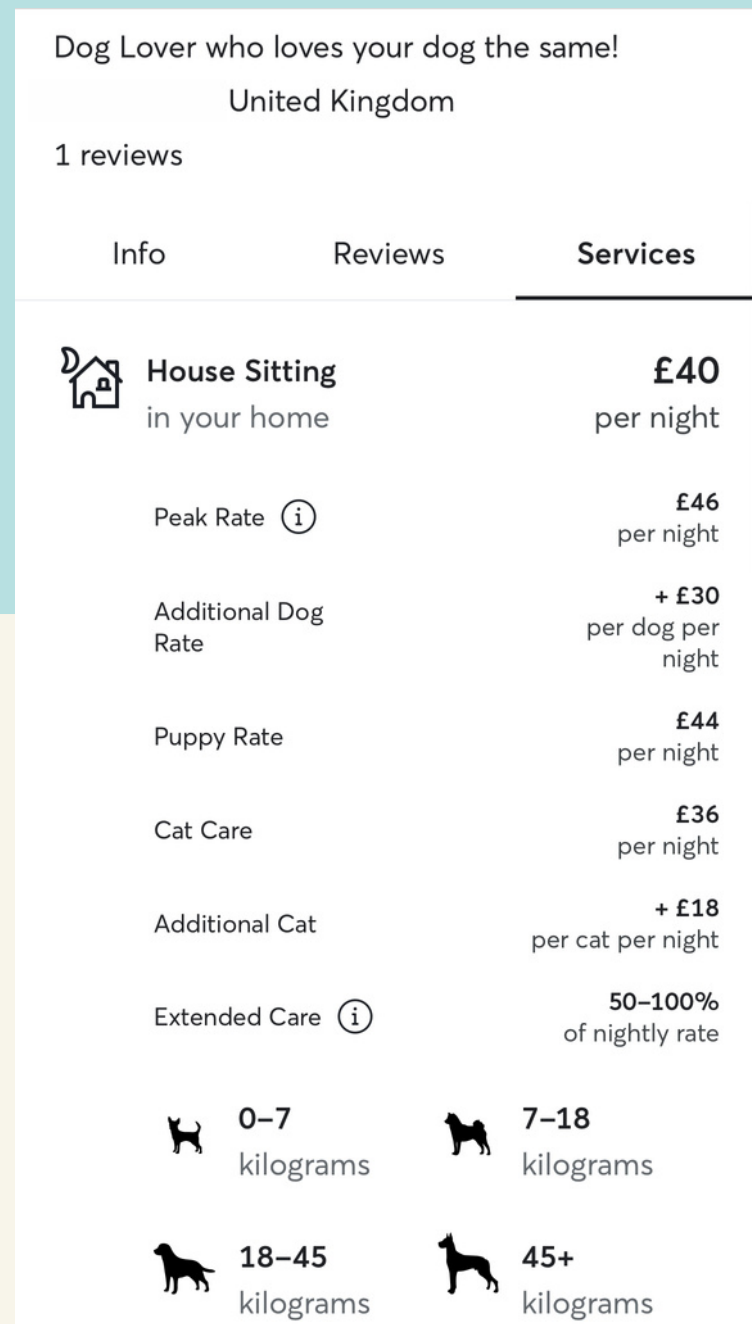 Dog Lover who loves your dog the same!
United Kingdom
1 reviews
Info Reviews Services
House Sitting £40
in your home per night
Peak Rate i £46
per night
Additional Dog
Rate
+ £30
per dog per
night
Puppy Rate £44
per night
Cat Care £36
per night
Additional Cat + £18
per cat per night
Extended Care i 50–100%
of nightly rate
0–7
kilograms
7–18
kilograms
18–45
kilograms
45+
kilograms